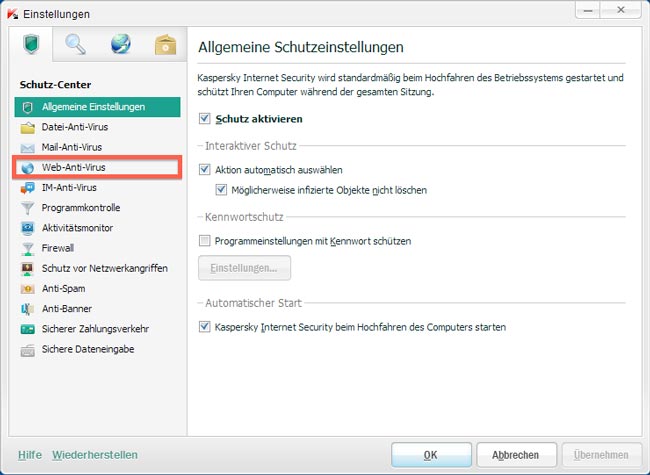 Einstellungen
Schutz-Center
Allgemeine Einstellungen
Datei-Anti-Virus
Mail-Anti-Virus
Web-Anti-Virus
IM-Anti-Virus
Programmkontrolle
Aktivitätsmonitor
Firewall
Schutz vor Netzwerkangriffen
Anti-Spam
Anti-Banner
Sicherer Zahlungsverkehr
Sichere Dateneingabe
Allgemeine Schutzeinstellungen
Kaspersky Internet Security wird standardmäßig beim Hochfahren des Betriebssystems gestartet und
schützt Ihren Computer während der gesamten Sitzung.
Schutz aktivieren
Interaktiver Schutz
Aktion automatisch auswählen
Möglicherweise infizierte Objekte nicht löschen
Kennwortschutz
Programmeinstellungen mit Kennwort schützen
Einstellungen...
Automatischer Start
Kaspersky Internet Security beim Hochfahren des Computers starten
Hilfe Wiederherstellen
OK Abbrechen Übernehmen